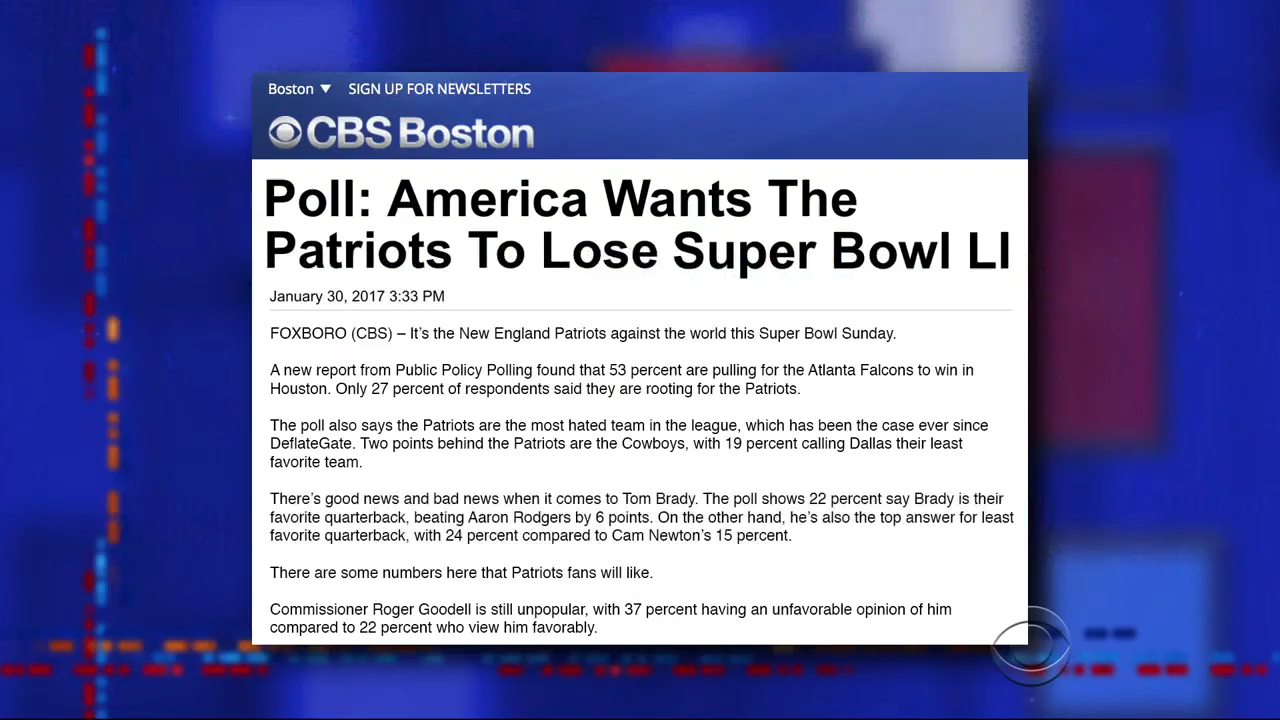 Boston ▼ SIGN UP FOR NEWSLETTERS
CBS Boston
Poll: America Wants The
Patriots To Lose Super Bowl LI
January 30, 2017 3:33 PM
FOXBORO (CBS) – It's the New England Patriots against the world this Super Bowl Sunday.
A new report from Public Policy Polling found that 53 percent are pulling for the Atlanta Falcons to win in
Houston. Only 27 percent of respondents said they are rooting for the Patriots.
The poll also says the Patriots are the most hated team in the league, which has been the case ever since
DeflateGate. Two points behind the Patriots are the Cowboys, with 19 percent calling Dallas their least
favorite team.
There's good news and bad news when it comes to Tom Brady. The poll shows 22 percent say Brady is their
favorite quarterback, beating Aaron Rodgers by 6 points. On the other hand, he's also the top answer for least
favorite quarterback, with 24 percent compared to Cam Newton's 15 percent.
There are some numbers here that Patriots fans will like.
Commissioner Roger Goodell is still unpopular, with 37 percent having an unfavorable opinion of him
compared to 22 percent who view him favorably.